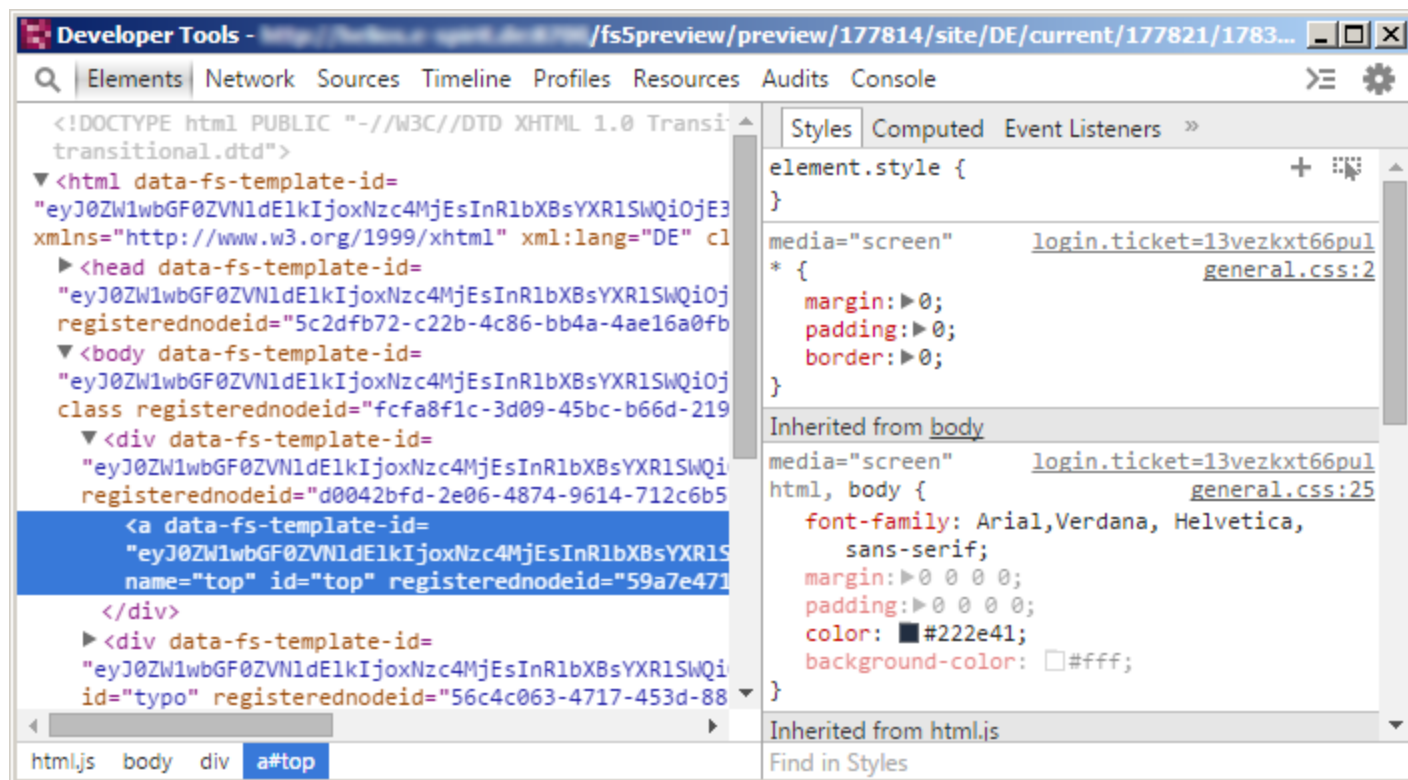 Developer Tools - /fs5preview/preview/177814/site/DE/current/177821/1783...
Elements Network Sources Timeline Profiles Resources Audits Console
<!DOCTYPE html PUBLIC "-//W3C//DTD XHTML 1.0 Transi
transitional.dtd">
▼<html data-fs-template-id=
"eyJ0ZW1wbGF0ZVNldElkIjoxNzc4MjEsInRlbXBsYXRlSWQiOjE3
xmlns="http://www.w3.org/1999/xhtml" xml:lang="DE" cl
▶<head data-fs-template-id=
"eyJ0ZW1wbGF0ZVNldElkIjoxNzc4MjEsInRlbXBsYXRlSWQiOj
registerednodeid="5c2dfb72-c22b-4c86-bb4a-4ae16a0fb
▼<body data-fs-template-id=
"eyJ0ZW1wbGF0ZVNldElkIjoxNzc4MjEsInRlbXBsYXRlSWQiOj
class registerednodeid="fcfa8f1c-3d09-45bc-b66d-219
▼<div data-fs-template-id=
"eyJ0ZW1wbGF0ZVNldElkIjoxNzc4MjEsInRlbXBsYXRlSWQi
registerednodeid="d0042bfd-2e06-4874-9614-712c6b5
<a data-fs-template-id=
"eyJ0ZW1wbGF0ZVNldElkIjoxNzc4MjEsInRlbXBsYXRlS
name="top" id="top" registerednodeid="59a7e471
</div>
▶<div data-fs-template-id=
"eyJ0ZW1wbGF0ZVNldElkIjoxNzc4MjEsInRlbXBsYXRlSWQi
id="typo" registerednodeid="56c4c063-4717-453d-88
html.js body div a#top
Styles Computed Event Listeners »
element.style {
}
media="screen" login.ticket=13vezkxt66pul
* { general.css:2
margin:▶0;
padding:▶0;
border:▶0;
}
Inherited from body
media="screen" login.ticket=13vezkxt66pul
html, body { general.css:25
font-family: Arial,Verdana, Helvetica,
sans-serif;
margin:▶0 0 0 0;
padding:▶0 0 0 0;
color: #222e41;
background-color: #fff;
}
Inherited from html.js
Find in Styles